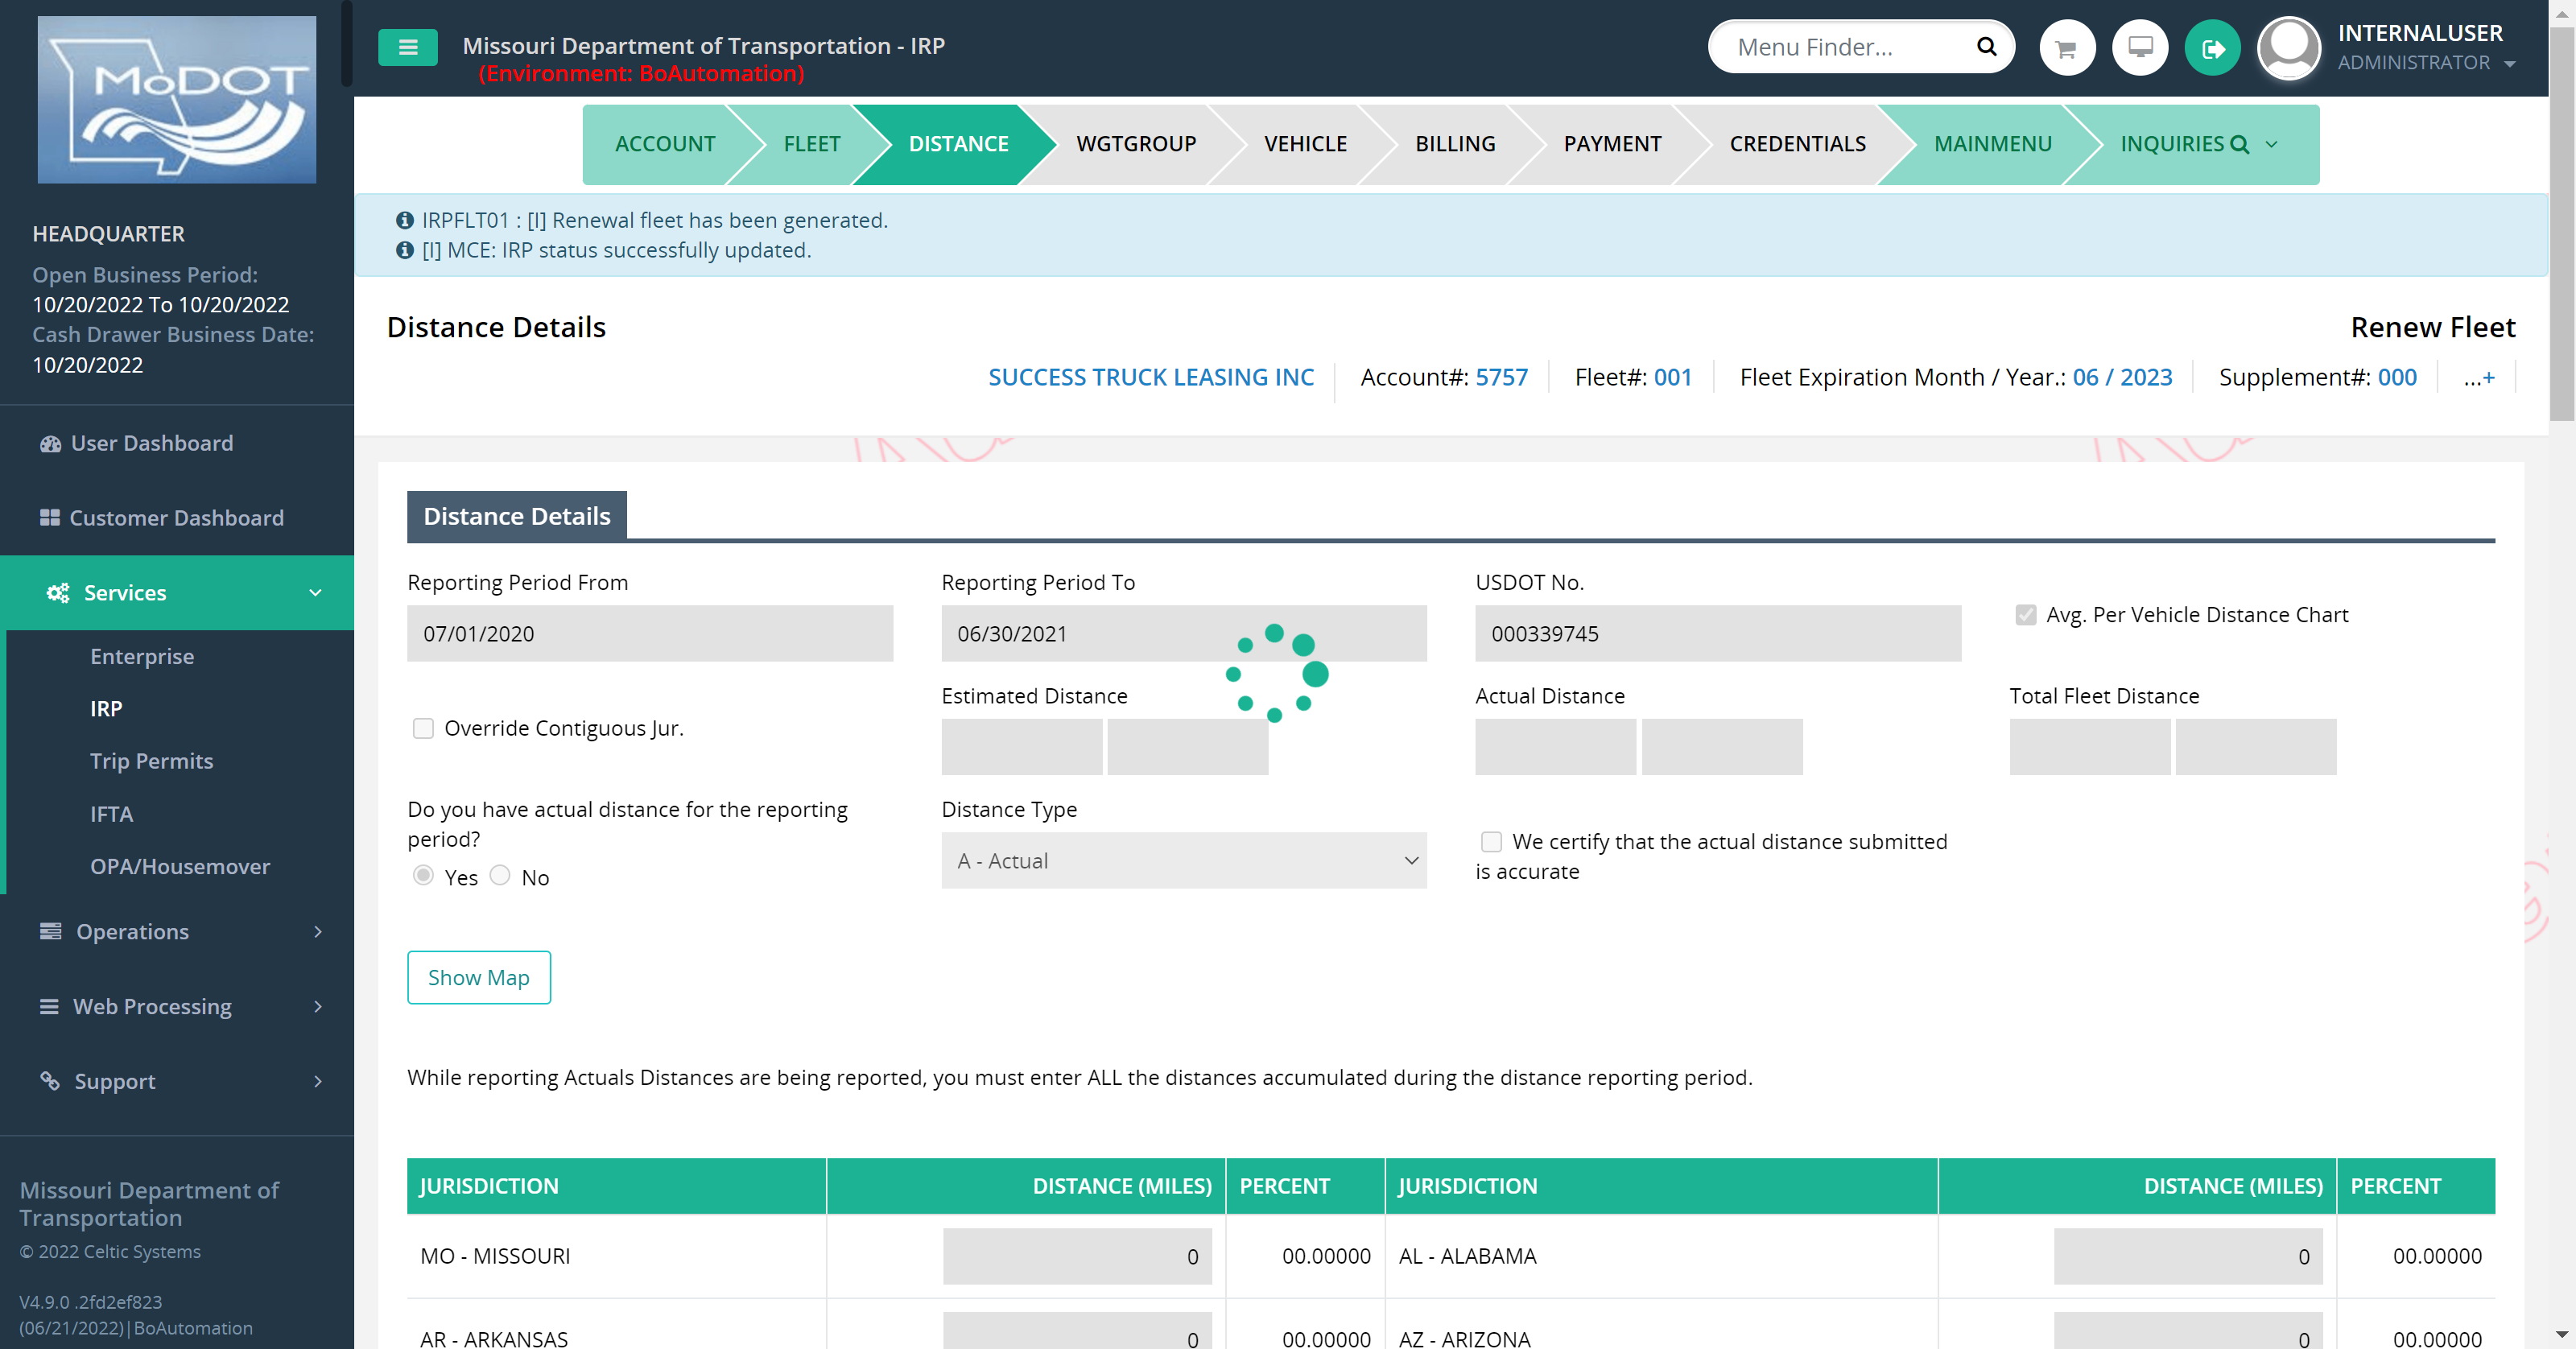 MoDOT
Missouri Department of Transportation - IRP
(Environment: BoAutomation)
Menu Finder...
INTERNALUSER
ADMINISTRATOR
ACCOUNT
FLEET
DISTANCE
WGTGROUP
VEHICLE
BILLING
PAYMENT
CREDENTIALS
MAINMENU
INQUIRIES
IRPFLT01 : [I] Renewal fleet has been generated.
[I] MCE: IRP status successfully updated.
HEADQUARTER
Open Business Period:
10/20/2022 To 10/20/2022
Cash Drawer Business Date:
10/20/2022
User Dashboard
Customer Dashboard
Services
Enterprise
IRP
Trip Permits
IFTA
OPA/Housemover
Operations
Web Processing
Support
Missouri Department of
Transportation
© 2022 Celtic Systems
V4.9.0 .2fd2ef823
(06/21/2022)|BoAutomation
Distance Details
Renew Fleet
SUCCESS TRUCK LEASING INC
Account#: 5757
Fleet#: 001
Fleet Expiration Month / Year.: 06 / 2023
Supplement#: 000
...+
Distance Details
Reporting Period From
07/01/2020
Reporting Period To
06/30/2021
USDOT No.
000339745
Avg. Per Vehicle Distance Chart
Override Contiguous Jur.
Estimated Distance
Actual Distance
Total Fleet Distance
Do you have actual distance for the reporting
period?
Yes
No
Distance Type
A - Actual
We certify that the actual distance submitted
is accurate
Show Map
While reporting Actuals Distances are being reported, you must enter ALL the distances accumulated during the distance reporting period.
JURISDICTION DISTANCE (MILES) PERCENT JURISDICTION DISTANCE (MILES) PERCENT
MO - MISSOURI 0 00.00000 AL - ALABAMA 0 00.00000
AR - ARKANSAS 0 00.00000 AZ - ARIZONA 0 00.00000